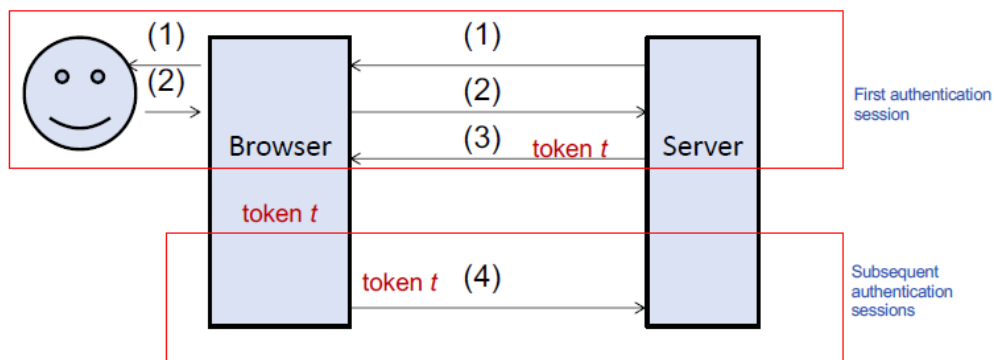 (1)
(1)
(2)
(2)
First authentication
session
Browser
(3)
token t
Server
token t
token t
(4)
Subsequent
authentication
sessions